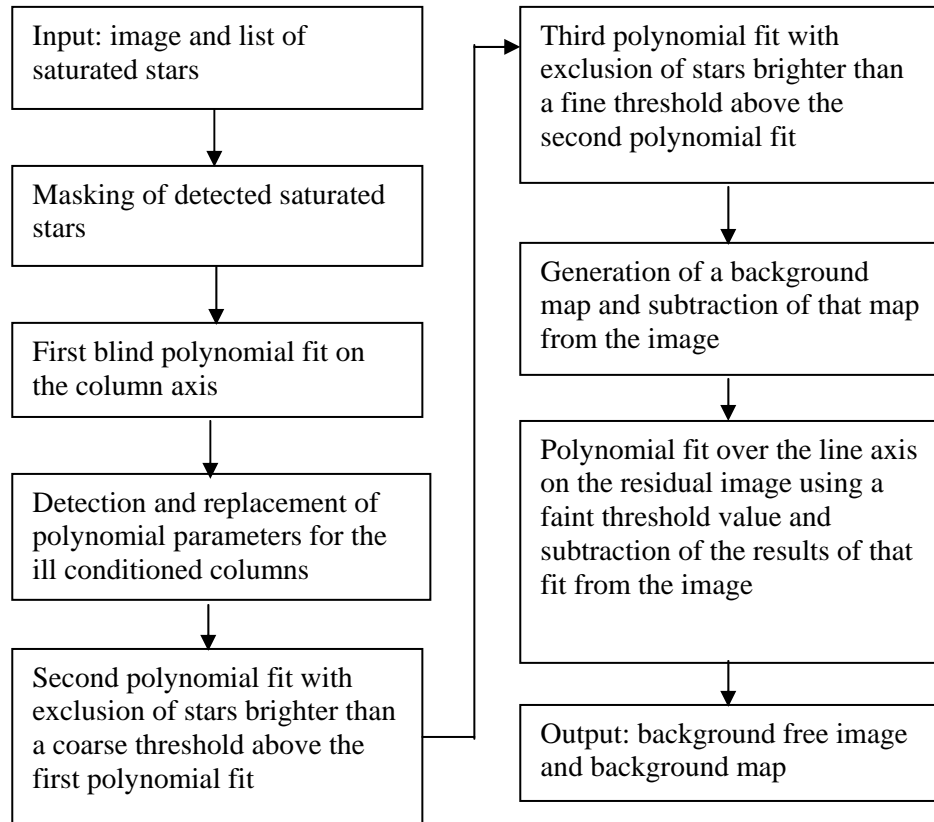 Input: image and list of
saturated stars
Masking of detected saturated
stars
First blind polynomial fit on
the column axis
Detection and replacement of
polynomial parameters for the
ill conditioned columns
Second polynomial fit with
exclusion of stars brighter than
a coarse threshold above the
first polynomial fit
Third polynomial fit with
exclusion of stars brighter than
a fine threshold above the
second polynomial fit
Generation of a background
map and subtraction of that map
from the image
Polynomial fit over the line axis
on the residual image using a
faint threshold value and
subtraction of the results of that
fit from the image
Output: background free image
and background map